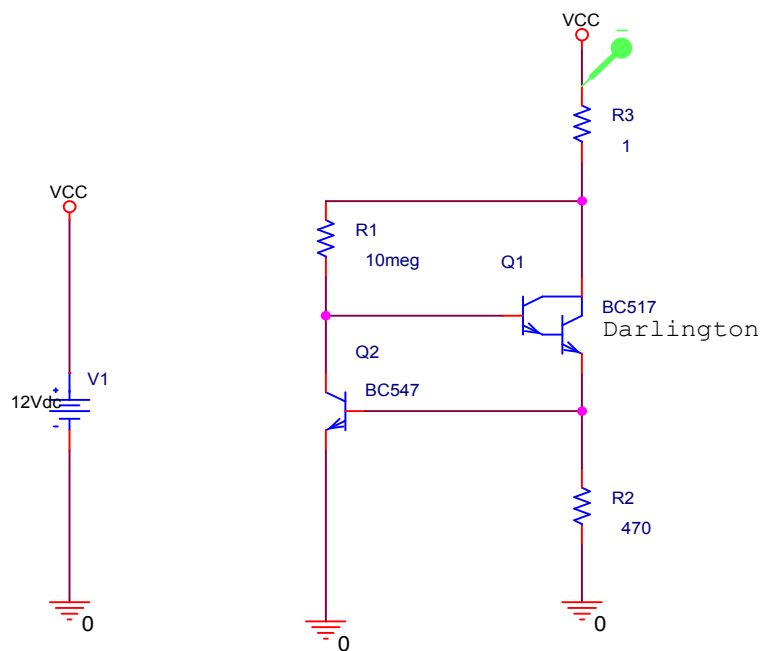 VCC
R3
1
VCC
R1
10meg
Q1
BC517
Darlington
Q2
BC547
V1
12Vdc
R2
470
0
0
0